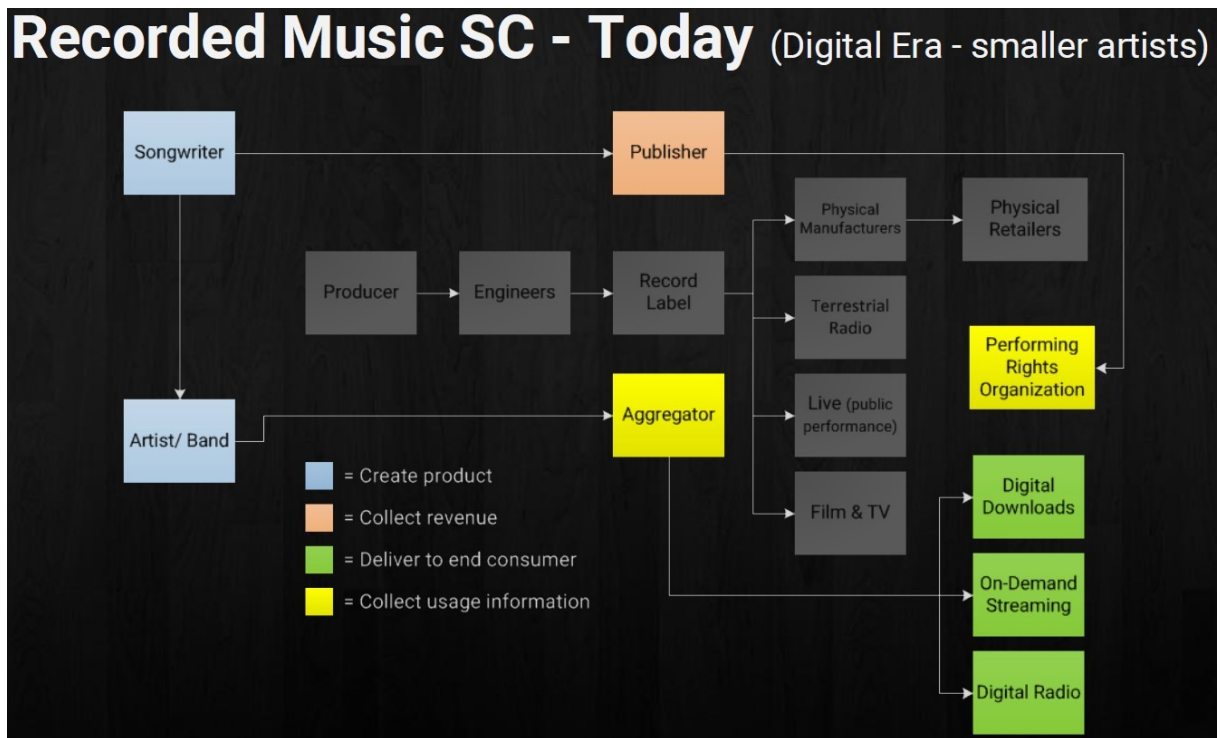 Recorded Music SC - Today (Digital Era - smaller artists)
Songwriter
Publisher
Physical
Manufacturers
Physical
Retailers
Producer
Engineers
Record
Label
Terrestrial
Radio
Performing
Rights
Organization
Artist/ Band
Aggregator
Live (public
performance)
= Create product
= Collect revenue
= Deliver to end consumer
= Collect usage information
Film & TV
Digital
Downloads
On-Demand
Streaming
Digital Radio